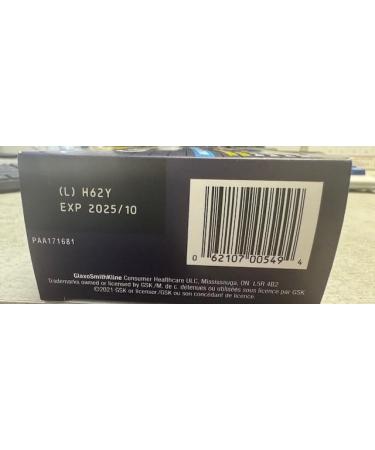 (L) H62Y
EXP 2025/10
PAA171681
0 62107 00549 4
GlaxoSmithKline Consumer Healthcare ULC, Mississauga, ON L5R 4B2
Trademarks owned or licensed by GSK./M. de c. détenues ou utilisées sous licence par GSK
©2021 GSK or licensor./GSK ou son concédant de licence.